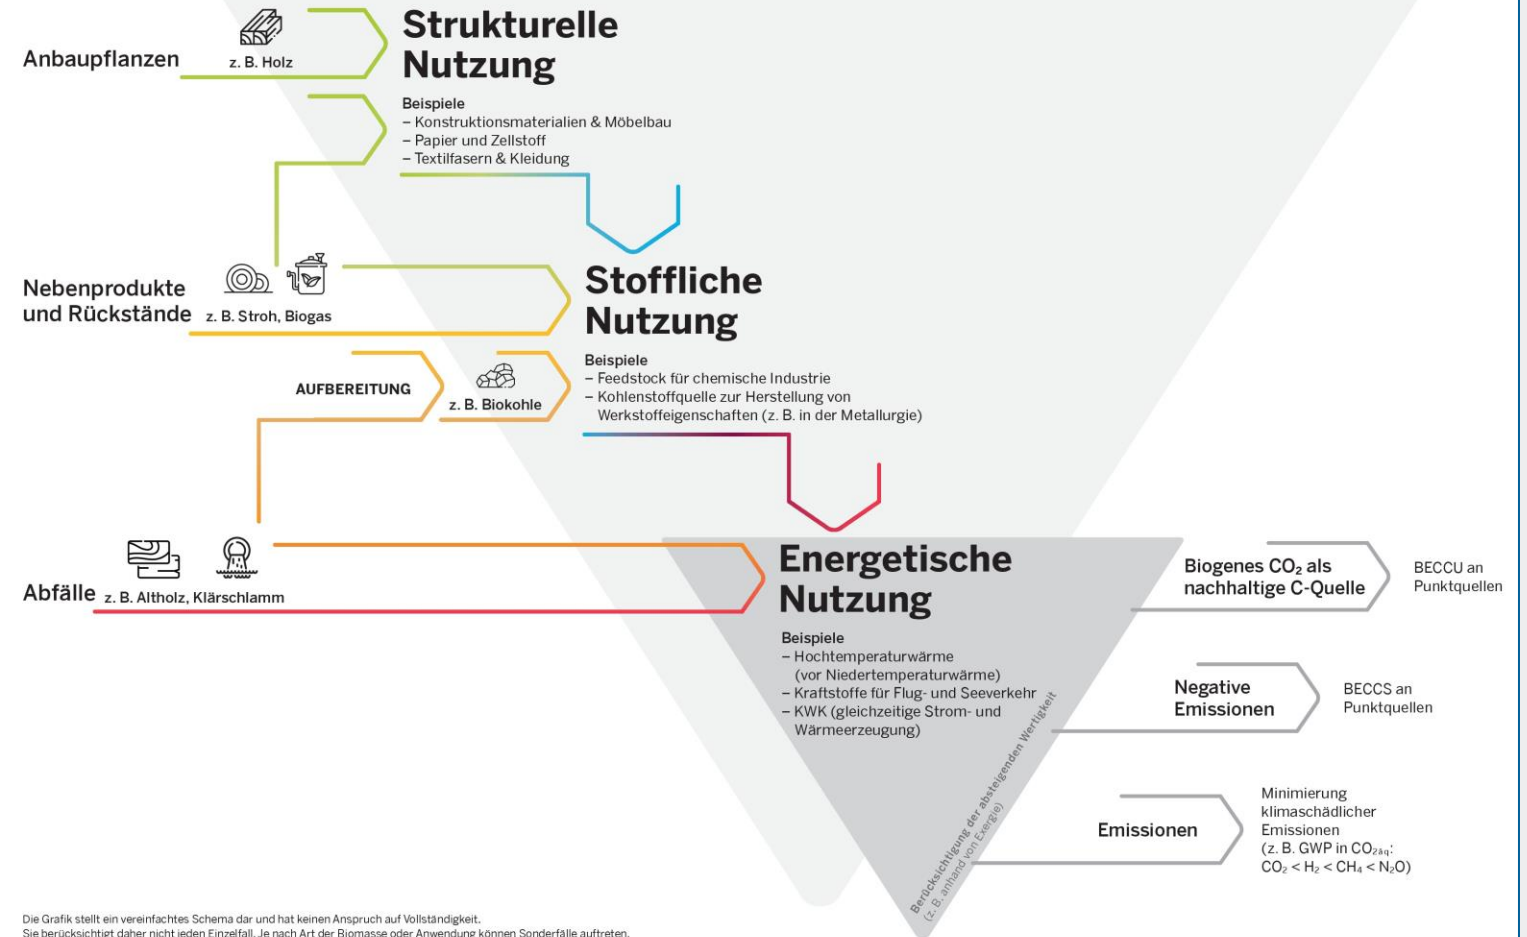 Anbaupflanzen
z. B. Holz
Strukturelle
Nutzung
Beispiele
– Konstruktionsmaterialien & Möbelbau
– Papier und Zellstoff
– Textilfasern & Kleidung
Nebenprodukte
und Rückstände
z. B. Stroh, Biogas
Stoffliche
Nutzung
Beispiele
– Feedstock für chemische Industrie
– Kohlenstoffquelle zur Herstellung von
Werkstoffeigenschaften (z. B. in der Metallurgie)
AUFBEREITUNG
z. B. Biokohle
Abfälle
z. B. Altholz, Klärschlamm
Energetische
Nutzung
Beispiele
– Hochtemperaturwärme
(vor Niedertemperaturwärme)
– Kraftstoffe für Flug- und Seeverkehr
– KWK (gleichzeitige Strom- und
Wärmeerzeugung)
Berücksichtigung der absteigenden Wertigkeit
(z. B. anhand von Exergie)
Biogenes CO₂ als
nachhaltige C-Quelle
BECCU an
Punktquellen
Negative
Emissionen
BECCS an
Punktquellen
Emissionen
Minimierung
klimaschädlicher
Emissionen
(z. B. GWP in CO₂äq:
CO₂ < H₂ < CH₄ < N₂O)
Die Grafik stellt ein vereinfachtes Schema dar und hat keinen Anspruch auf Vollständigkeit.
Sie berücksichtigt daher nicht jeden Einzelfall. Je nach Art der Biomasse oder Anwendung können Sonderfälle auftreten.